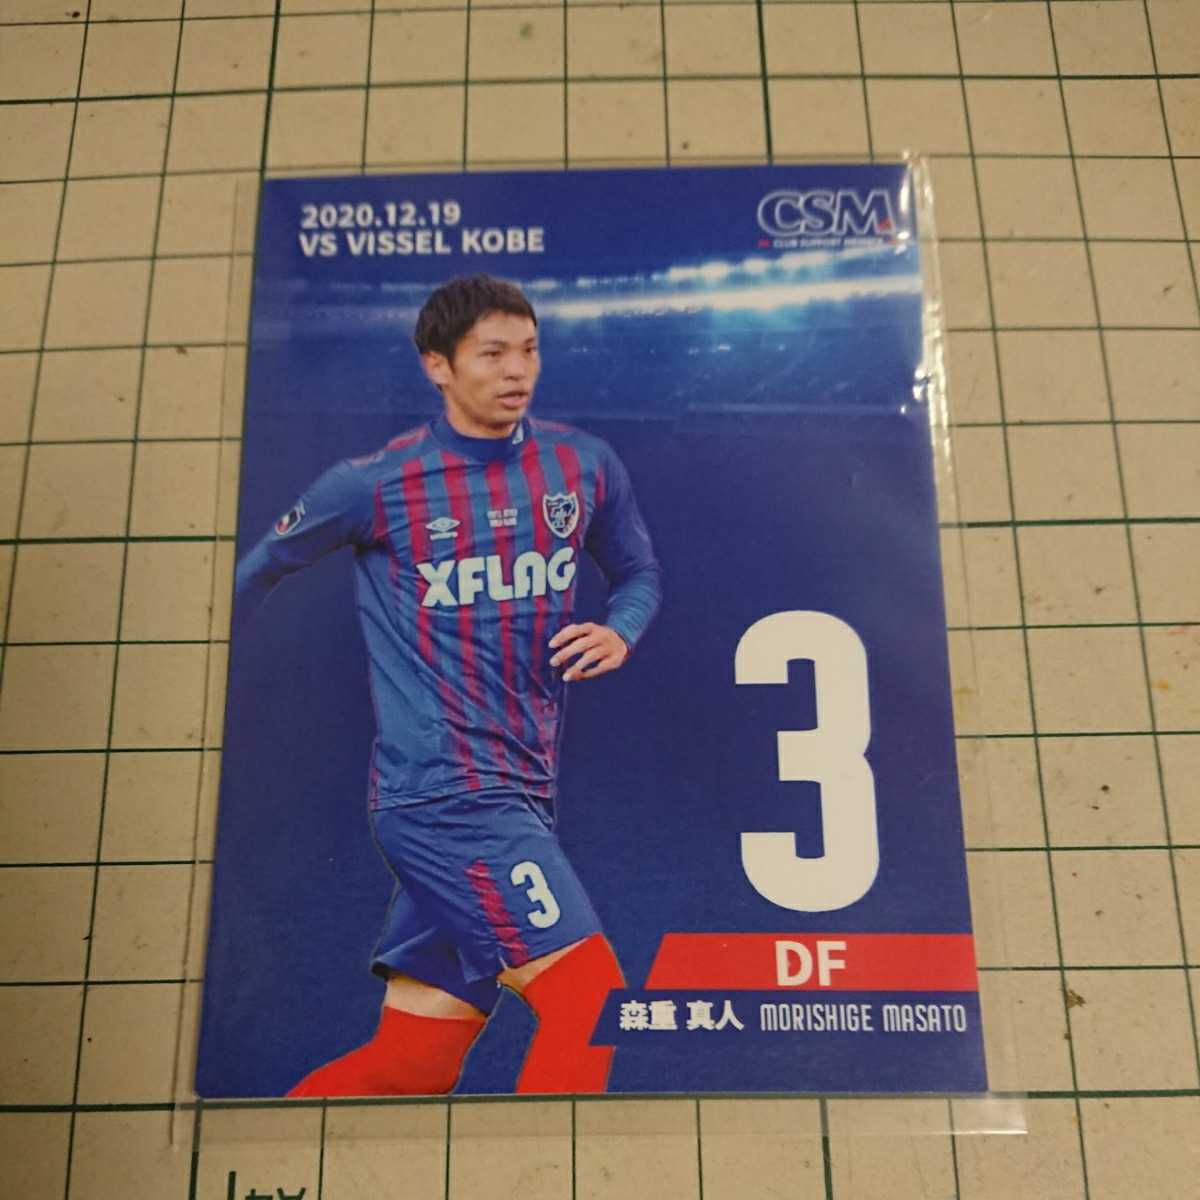 2020.12.19
VS VISSEL KOBE
CSM
CLUB SUPPORT MEMBER
umbro
XFLAG
3
3
DF
森重 真人 MORISHIGE MASATO